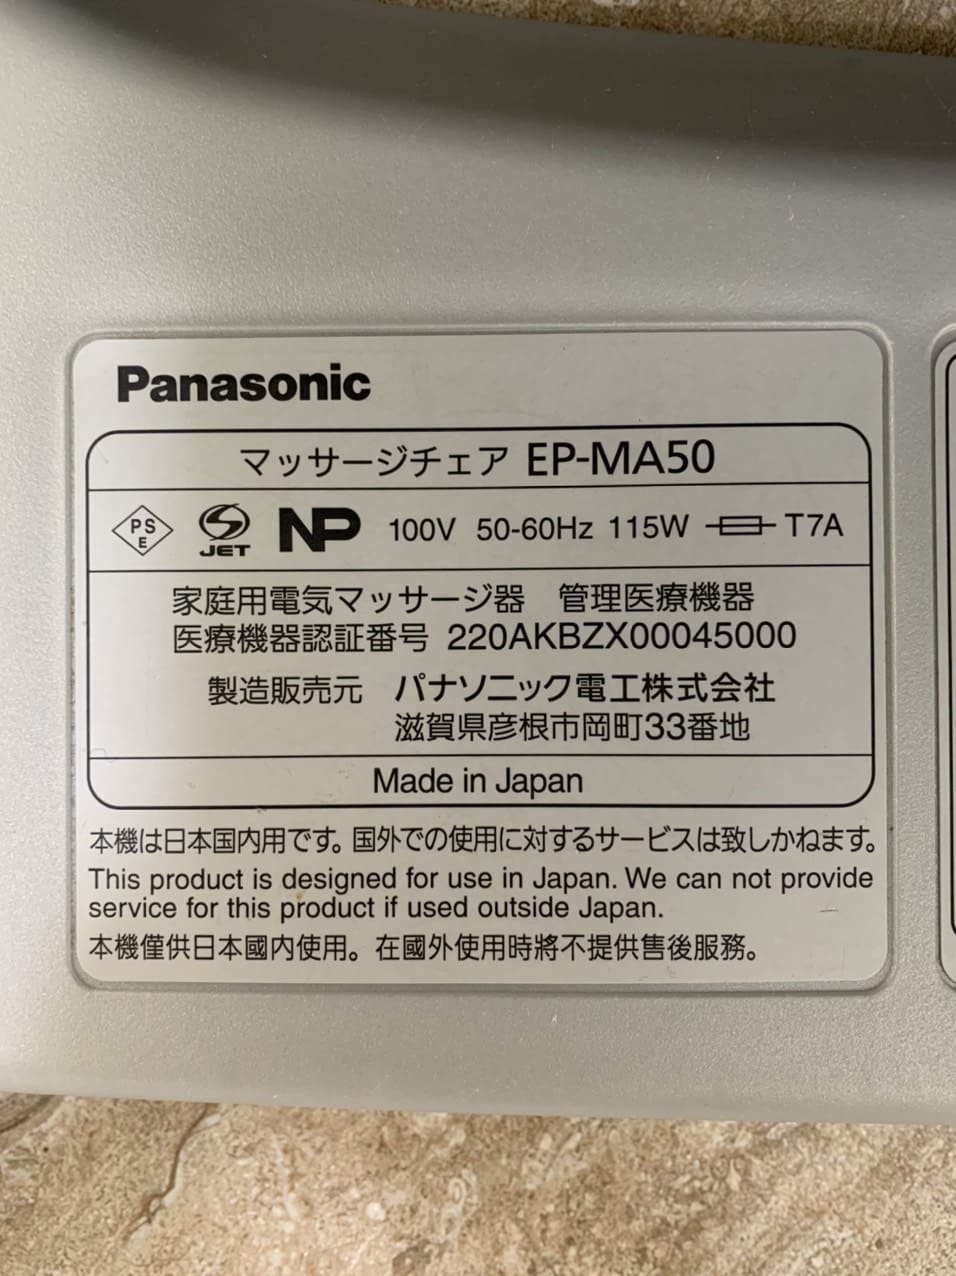 Panasonic
マッサージチェア EP-MA50
PS E JET NP 100V 50-60Hz 115W T7A
家庭用電気マッサージ器 管理医療機器
医療機器認証番号 220AKBZX00045000
製造販売元 パナソニック電工株式会社
滋賀県彦根市岡町33番地
Made in Japan
本機は日本国内用です。国外での使用に対するサービスは致しかねます。
This product is designed for use in Japan. We can not provide
service for this product if used outside Japan.
本機僅供日本國內使用。在國外使用時將不提供售後服務。